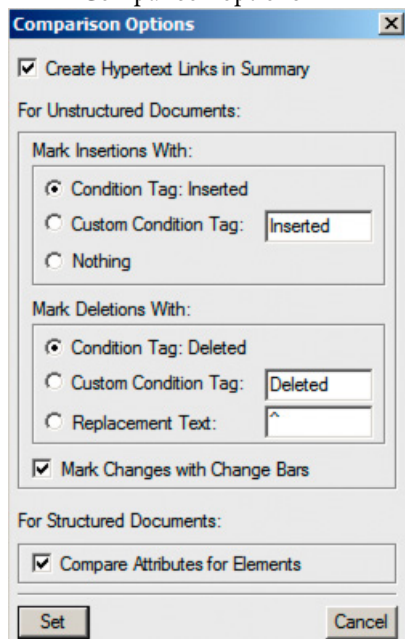 Comparison Options
Create Hypertext Links in Summary
For Unstructured Documents:
Mark Insertions With:
Condition Tag: Inserted
Custom Condition Tag: Inserted
Nothing
Mark Deletions With:
Condition Tag: Deleted
Custom Condition Tag: Deleted
Replacement Text: ^
Mark Changes with Change Bars
For Structured Documents:
Compare Attributes for Elements
Set Cancel